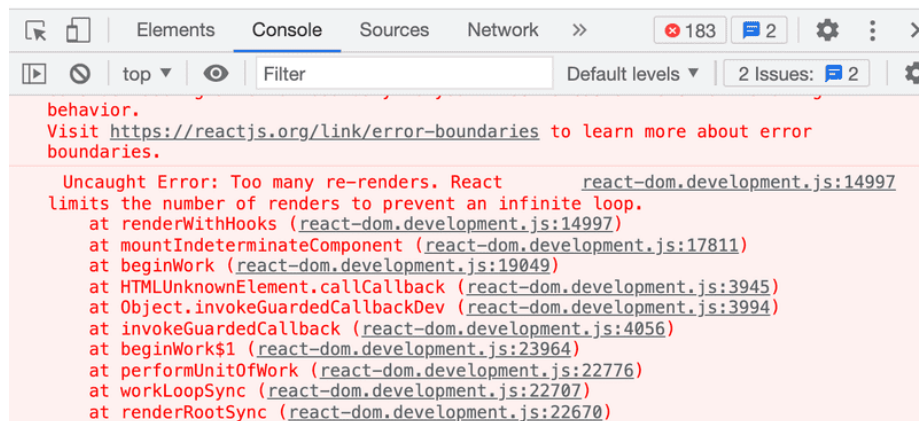 Elements Console Sources Network >> 183 2
top ▼ Filter Default levels ▼ 2 Issues: 2
behavior.
Visit https://reactjs.org/link/error-boundaries to learn more about error
boundaries.
Uncaught Error: Too many re-renders. React react-dom.development.js:14997
limits the number of renders to prevent an infinite loop.
at renderWithHooks (react-dom.development.js:14997)
at mountIndeterminateComponent (react-dom.development.js:17811)
at beginWork (react-dom.development.js:19049)
at HTMLUnknownElement.callCallback (react-dom.development.js:3945)
at Object.invokeGuardedCallbackDev (react-dom.development.js:3994)
at invokeGuardedCallback (react-dom.development.js:4056)
at beginWork$1 (react-dom.development.js:23964)
at performUnitOfWork (react-dom.development.js:22776)
at workLoopSync (react-dom.development.js:22707)
at renderRootSync (react-dom.development.js:22670)